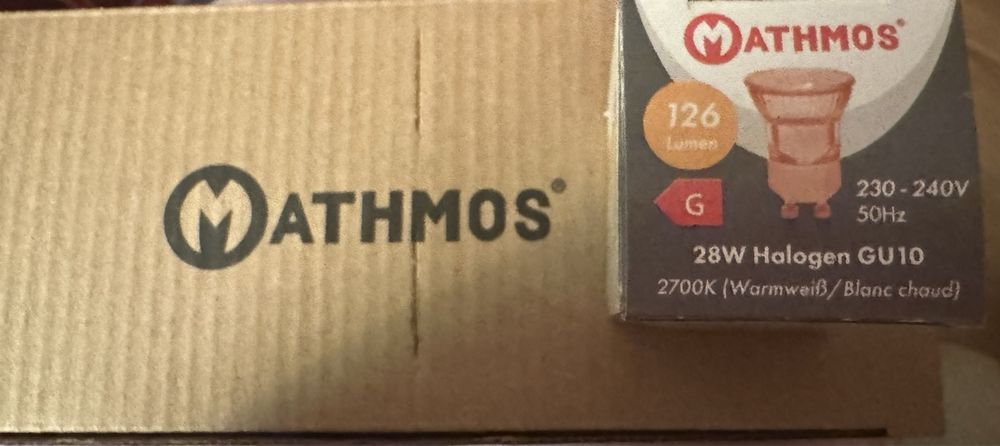 MATHMOS®
MATHMOS®
126
Lumen
G
230 - 240V
50Hz
28W Halogen GU10
2700K (Warmweiß/Blanc chaud)